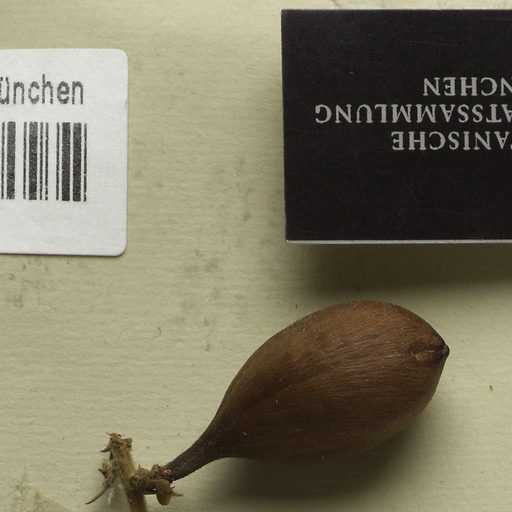 ünchen
ANISCHE
ATSSAMMLUNG
NCHEN